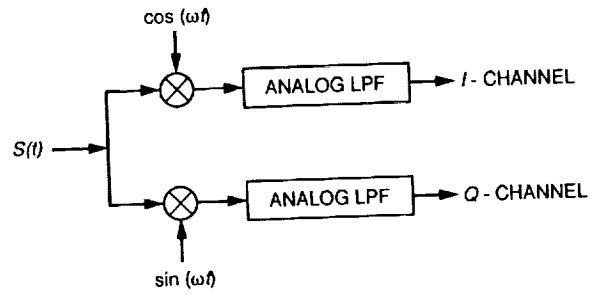 cos (ωt)
ANALOG LPF
I - CHANNEL
S(t)
ANALOG LPF
Q - CHANNEL
sin (ωt)